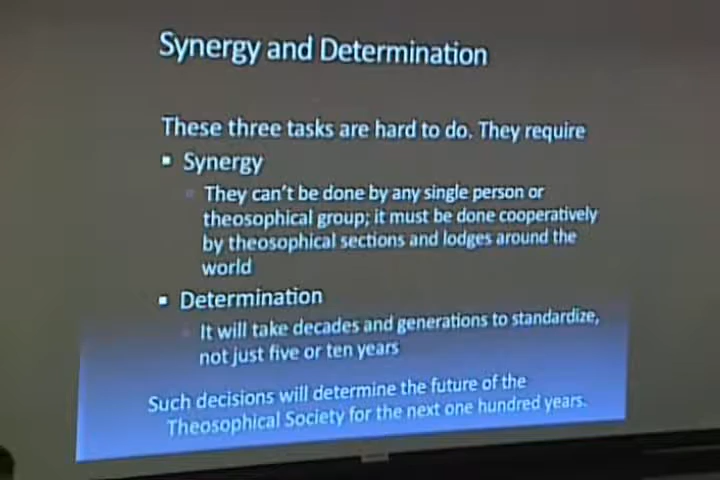 Synergy and Determination
These three tasks are hard to do. They require
▪ Synergy
▪ They can't be done by any single person or
theosophical group; it must be done cooperatively
by theosophical sections and lodges around the
world
▪ Determination
▪ It will take decades and generations to standardize,
not just five or ten years
Such decisions will determine the future of the
Theosophical Society for the next one hundred years.